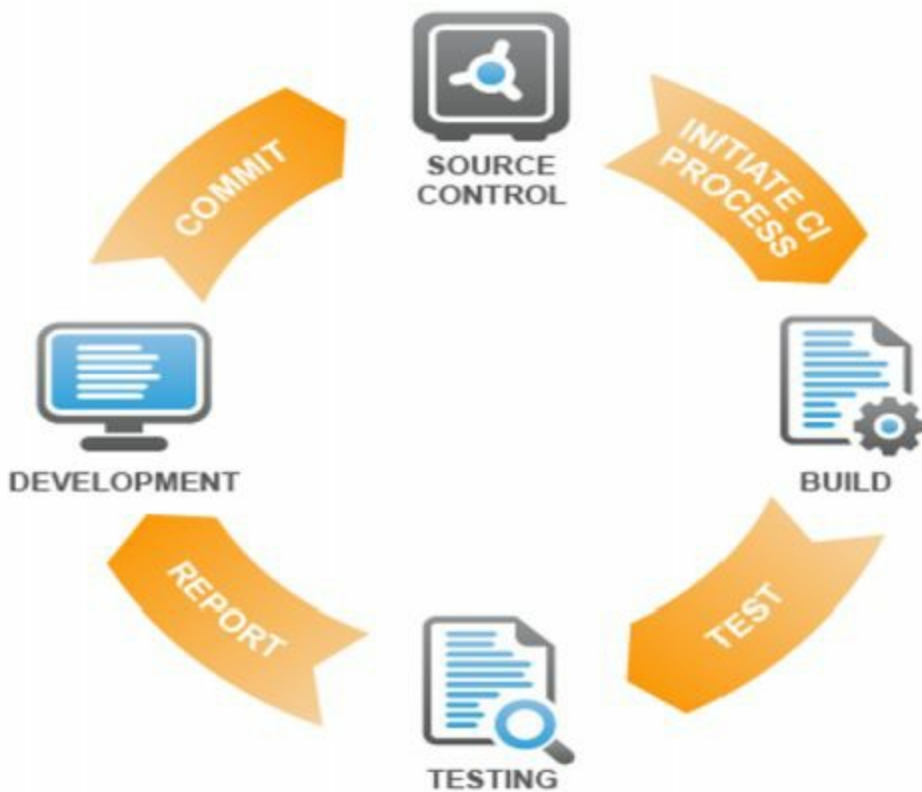 SOURCE
CONTROL
INITIATE CI
PROCESS
BUILD
TEST
TESTING
REPORT
DEVELOPMENT
COMMIT